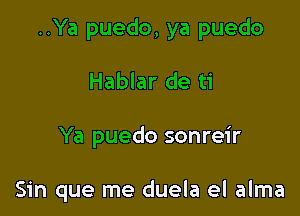 ..Ya puedo, ya puedo
Hablar de ti
Ya puedo sonreír
Sin que me duela el alma